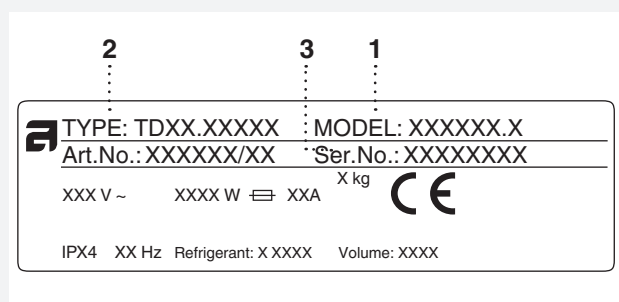 2 3 1
TYPE: TDXX.XXXXX MODEL: XXXXXX.X
Art.No.: XXXXXX/XX Ser.No.: XXXXXXXX
X kg
XXX V ~ XXXX W XXA CE
IPX4 XX Hz Refrigerant: X XXXX Volume: XXXX